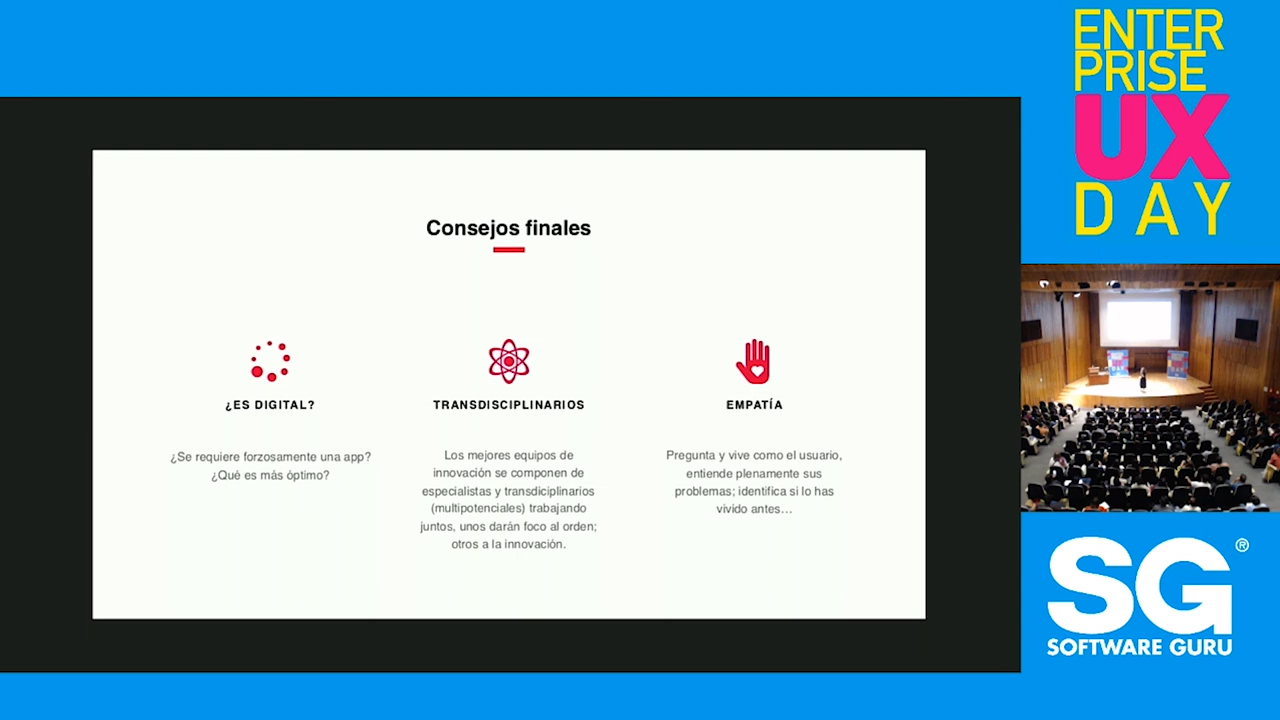 ENTER
PRISE
UX
DAY
Consejos finales
¿ES DIGITAL?
¿Se requiere forzosamente una app?
¿Qué es más óptimo?
TRANSDISCIPLINARIOS
Los mejores equipos de
innovación se componen de
especialistas y transdiciplinarios
(multipotenciales) trabajando
juntos, unos darán foco al orden;
otros a la innovación.
EMPATÍA
Pregunta y vive como el usuario,
entiende plenamente sus
problemas; identifica si lo has
vivido antes…
SG®
SOFTWARE GURU